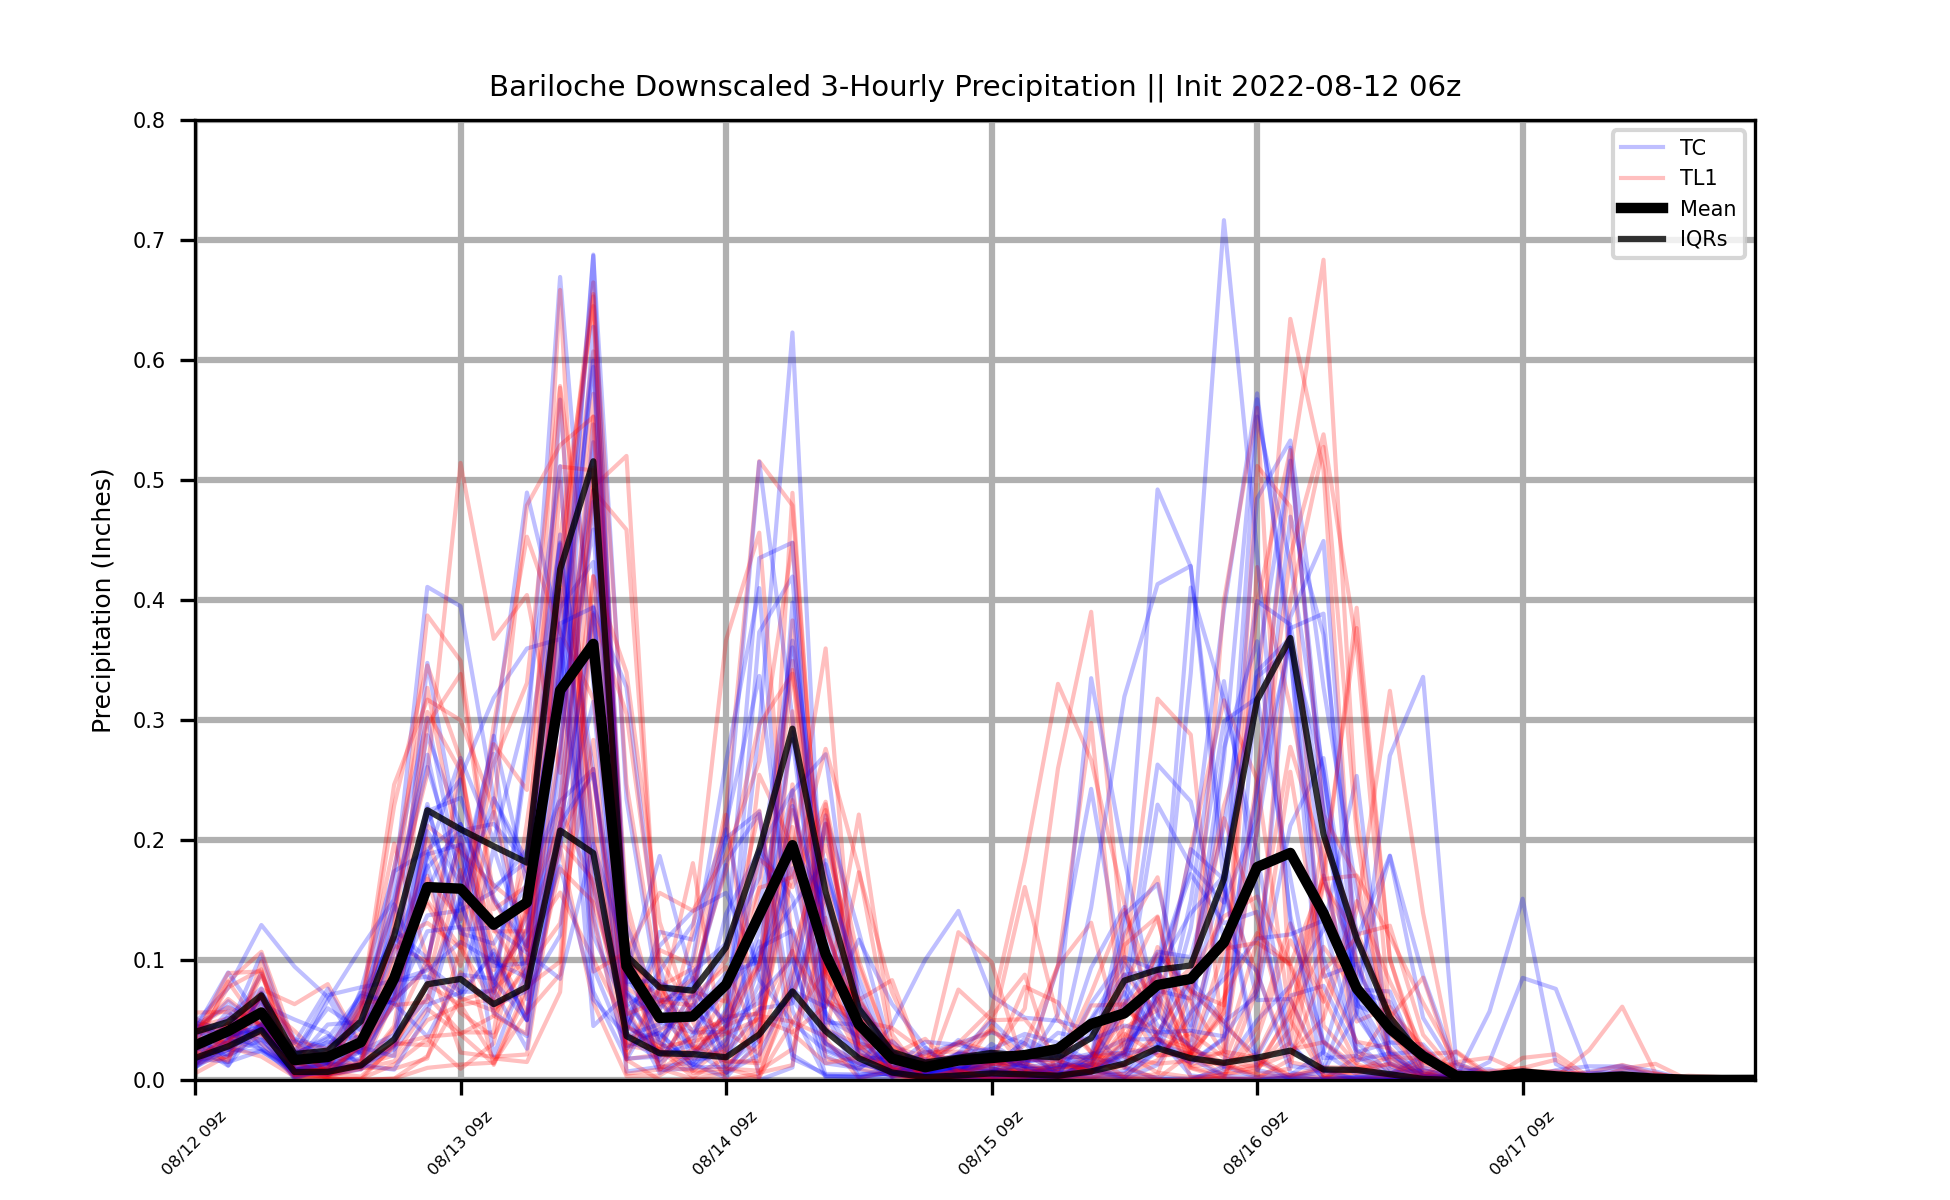 Bariloche Downscaled 3-Hourly Precipitation || Init 2022-08-12 06z
Precipitation (Inches)
0.8
0.7
0.6
0.5
0.4
0.3
0.2
0.1
0.0
TC
TL1
Mean
IQRs
08/12 09z
08/13 09z
08/14 09z
08/15 09z
08/16 09z
08/17 09z